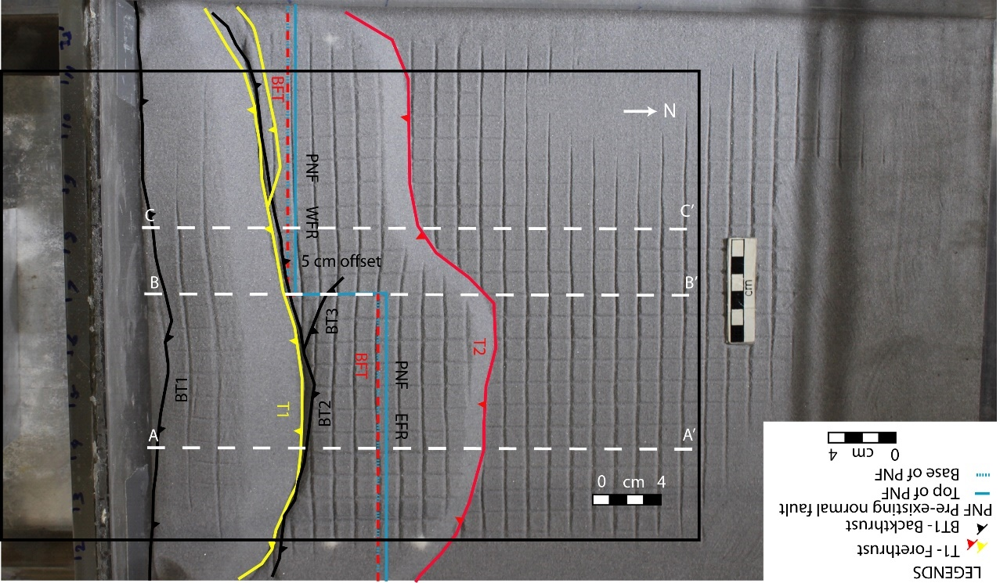 BFT
N
PNF WFR
C
C′
5 cm offset
B
B′
BT3
T2
BFT
PNF EFR
BT1
T1
BT2
A
A′
cm
0 cm 4
LEGENDS
T1 - Forethrust
BT1 - Backthrust
PNF Pre-existing normal fault
Top of PNF
Base of PNF
0 cm 4